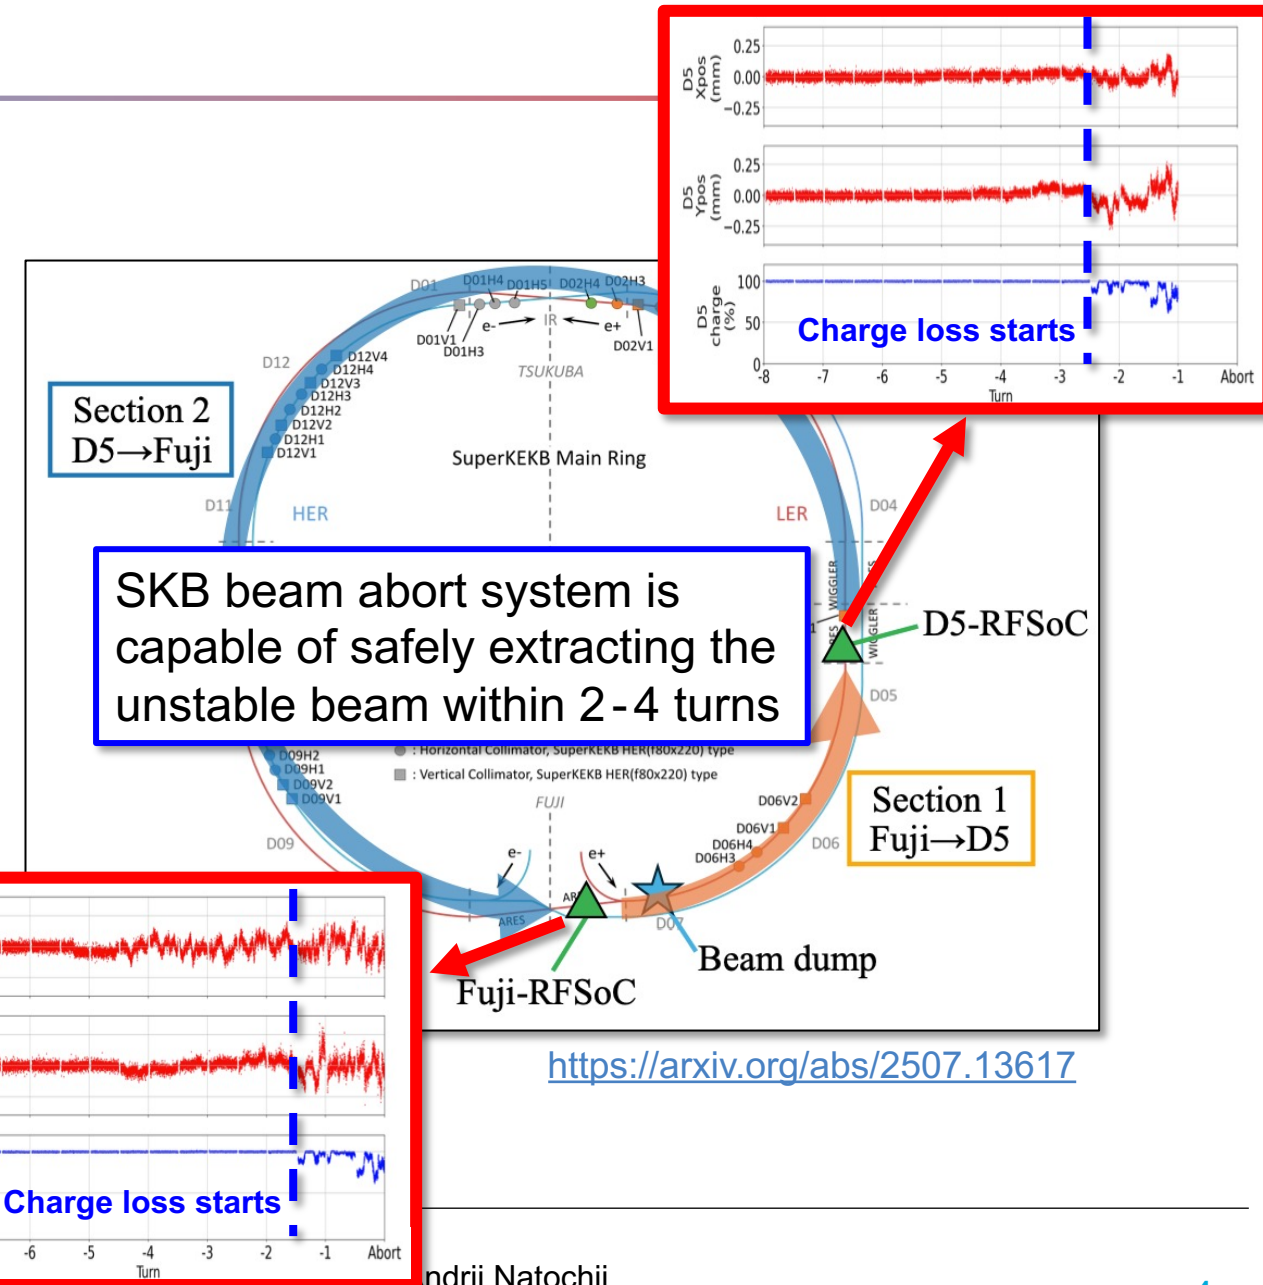 0.25
0.00
−0.25
D5
Xpos
(mm)
0.25
0.00
−0.25
D5
Ypos
(mm)
100
50
0
D5
charge
(%)
Charge loss starts
-8 -7 -6 -5 -4 -3 -2 -1 Abort
Turn
D01
D01H4
D01H5
D02H4
D02H3
D01V1
D01H3
e-
IR
e+
D02V1
TSUKUBA
D12
D12V4
D12H4
D12V3
D12H3
D12H2
D12V2
D12H1
D12V1
Section 2
D5→Fuji
SuperKEKB Main Ring
D11
HER
LER
D04
WIGGLER
WIGGLER
SKB beam abort system is
capable of safely extracting the
unstable beam within 2-4 turns
D5-RFSoC
D05
D09H2
D09H1
D09V2
D09V1
: Horizontal Collimator, SuperKEKB HER(f80x220) type
: Vertical Collimator, SuperKEKB HER(f80x220) type
FUJI
D09
D06V2
D06V1
D06H4
D06H3
D06
Section 1
Fuji→D5
e-
e+
ARES
D07
Beam dump
Fuji-RFSoC
https://arxiv.org/abs/2507.13617
Charge loss starts
-6 -5 -4 -3 -2 -1 Abort
Turn
ndrii Natochii